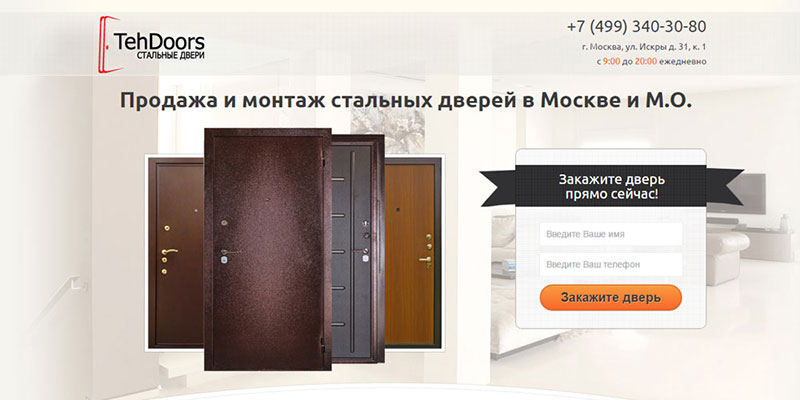 TehDoors
СТАЛЬНЫЕ ДВЕРИ
+7 (499) 340-30-80
г. Москва, ул. Искры д. 31, к. 1
с 9:00 до 20:00 ежедневно
Продажа и монтаж стальных дверей в Москве и М.О.
Закажите дверь
прямо сейчас!
Введите Ваше имя
Введите Ваш телефон
Закажите дверь